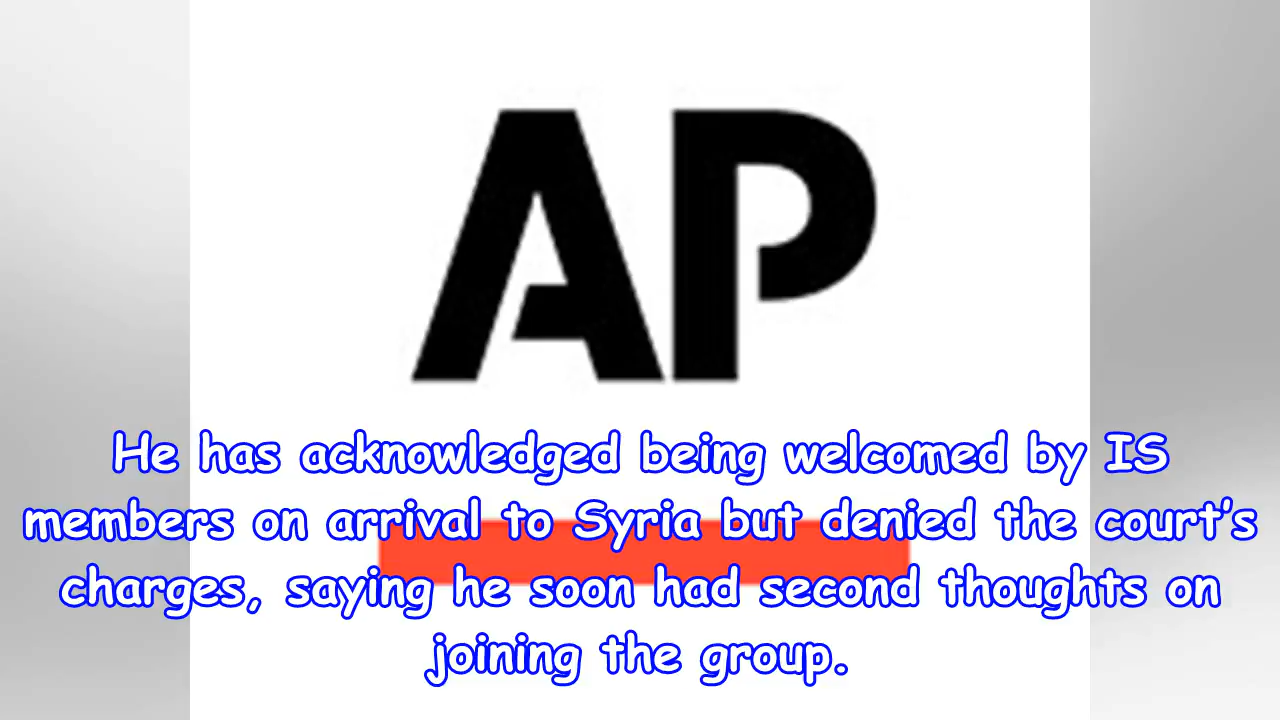 AP
He has acknowledged being welcomed by IS
members on arrival to Syria but denied the court's
charges, saying he soon had second thoughts on
joining the group.